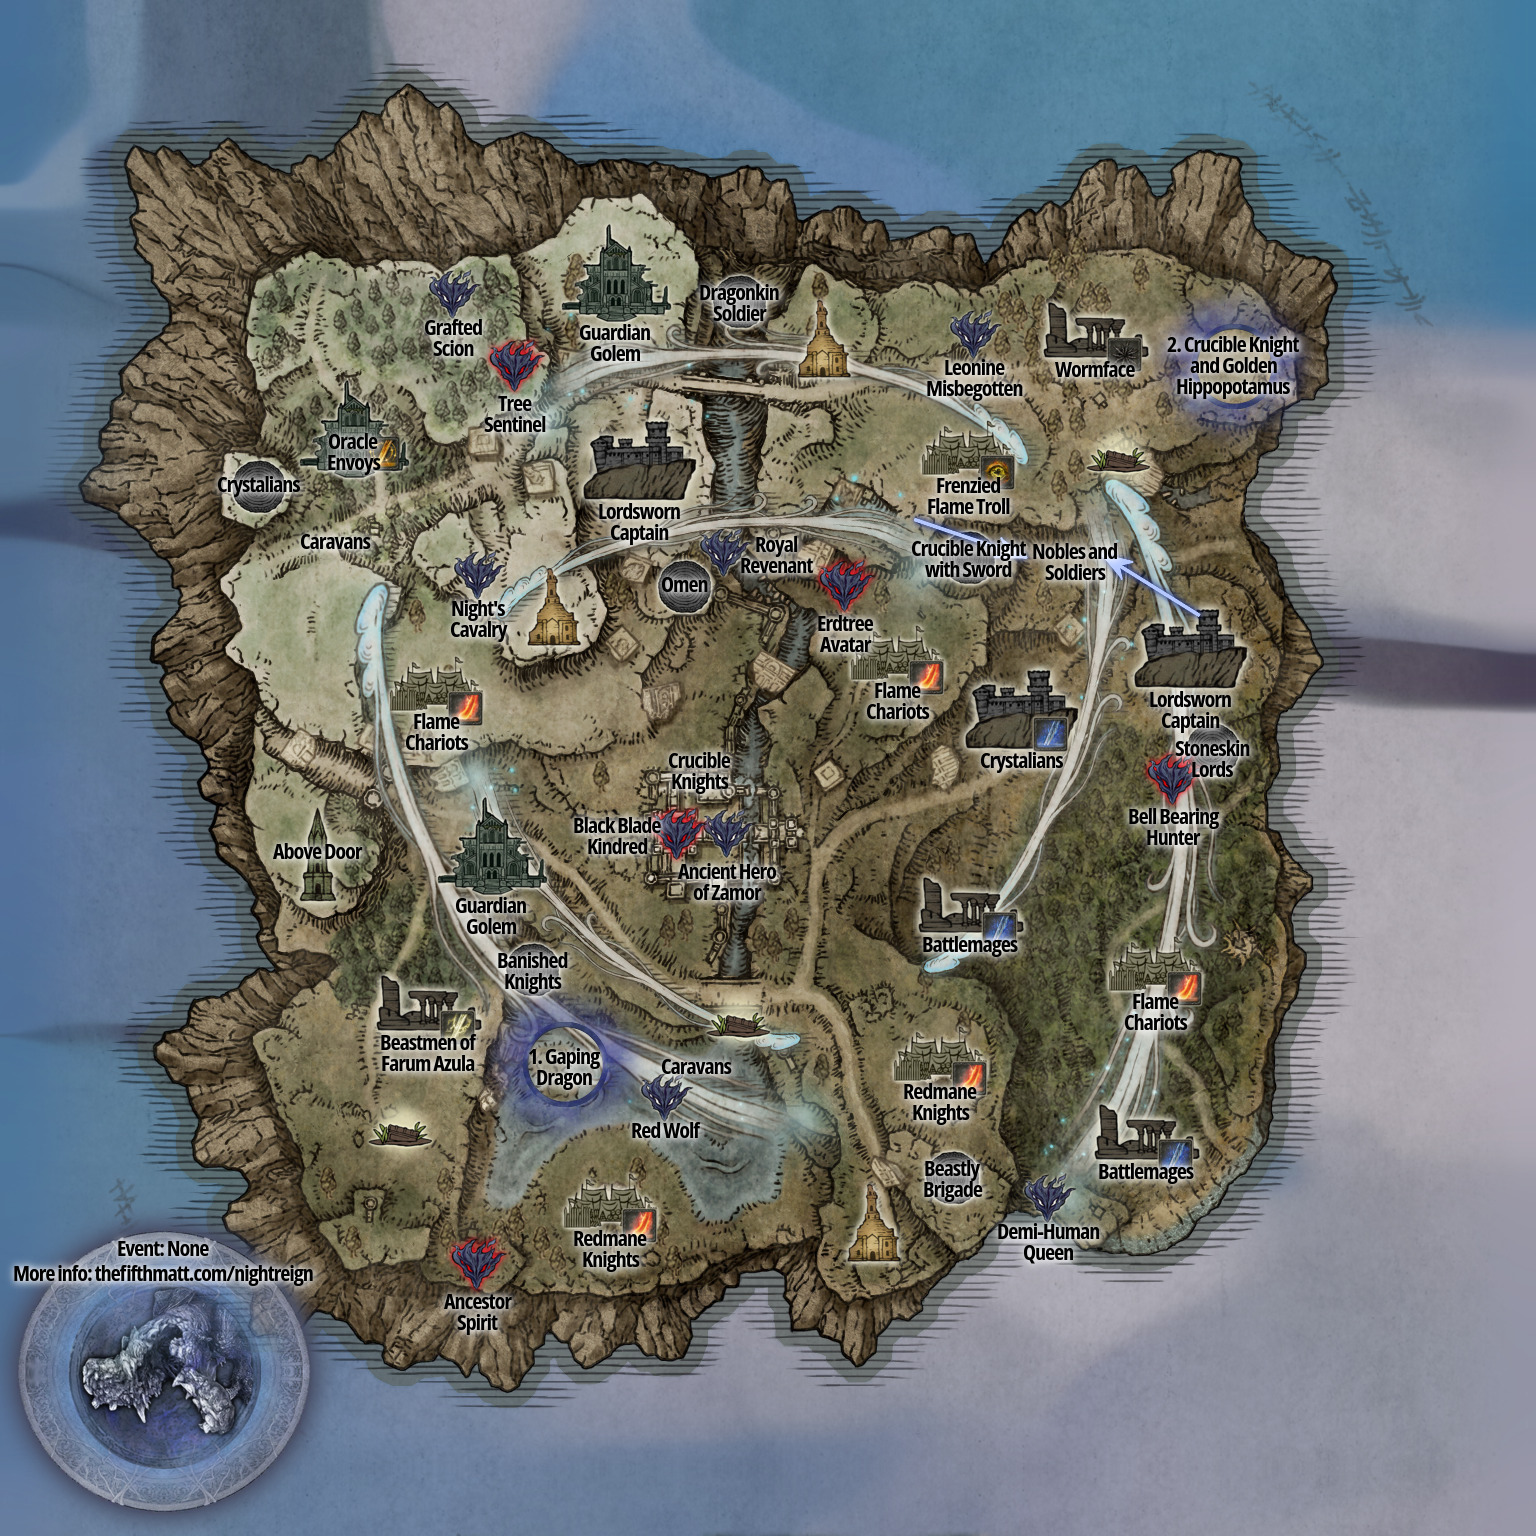 Dragonkin
Soldier
Grafted
Scion
Guardian
Golem
2. Crucible Knight
and Golden
Hippopotamus
Leonine
Misbegotten
Wormface
Tree
Sentinel
Oracle
Envoys
Crystalians
Lordsworn
Captain
Frenzied
Flame Troll
Caravans
Royal
Revenant
Crucible Knight
with Sword
Nobles and
Soldiers
Omen
Night's
Cavalry
Erdtree
Avatar
Flame
Chariots
Lordsworn
Captain
Flame
Chariots
Crucible
Knights
Crystalians
Stoneskin
Lords
Black Blade
Kindred
Bell Bearing
Hunter
Above Door
Ancient Hero
of Zamor
Guardian
Golem
Battlemages
Banished
Knights
Flame
Chariots
Beastmen of
Farum Azula
1. Gaping
Dragon
Caravans
Redmane
Knights
Red Wolf
Beastly
Brigade
Battlemages
Redmane
Knights
Demi-Human
Queen
Event: None
More info: thefifthmatt.com/nightreign
Ancestor
Spirit